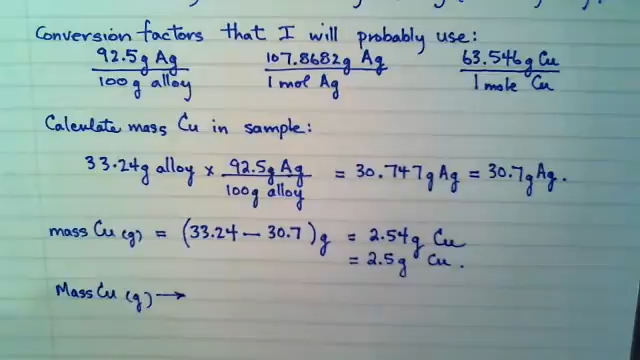 Conversion factors that I will probably use:
92.5g Ag / 100g alloy   107.8682g Ag / 1 mol Ag   63.546g Cu / 1 mole Cu
Calculate mass Cu in sample:
33.24g alloy × 92.5g Ag / 100g alloy = 30.747g Ag = 30.7g Ag.
mass Cu (g) = (33.24 — 30.7)g = 2.54g Cu
= 2.5g Cu.
Mass Cu (g) →